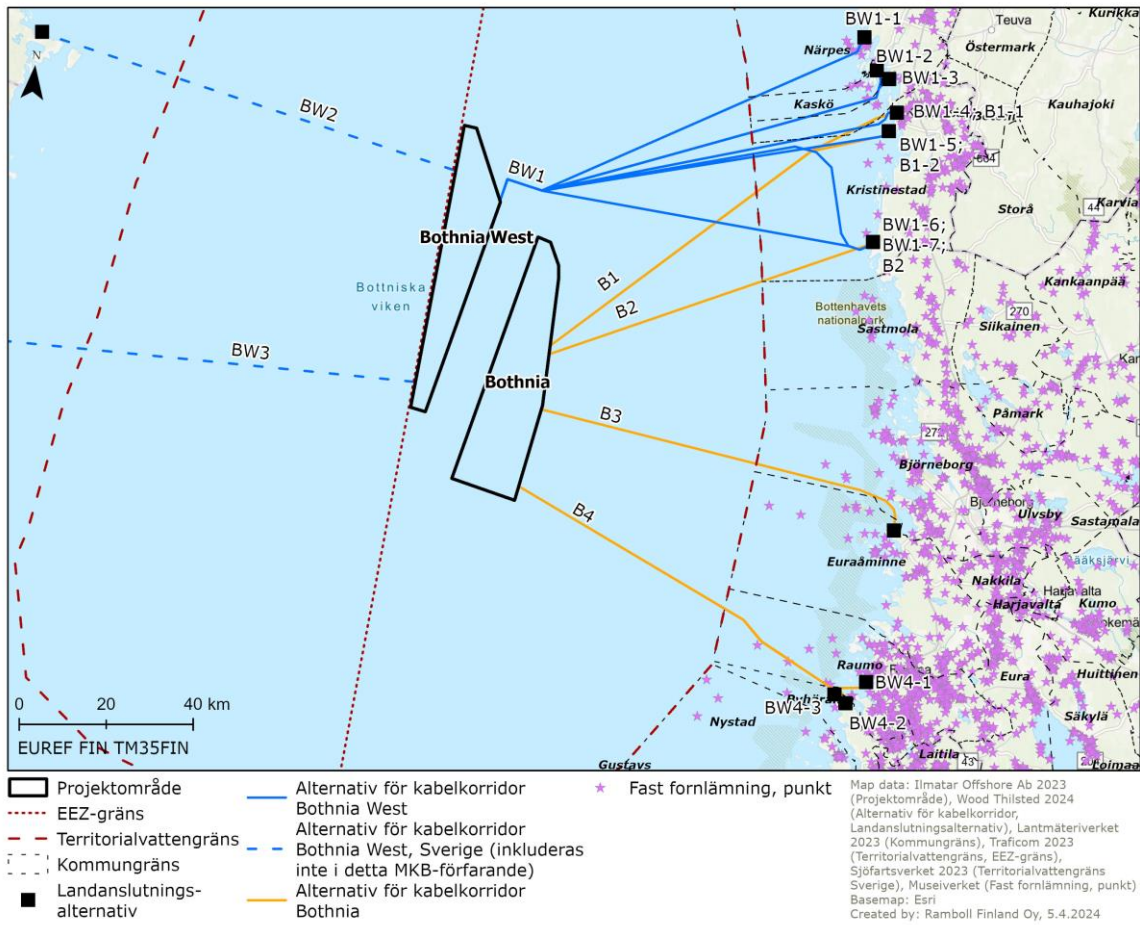 BW1-1
Teuva
Kurikka
Närpes
Östermark
N
BW1-2
BW1-3
BW2
Kaskö
Kauhajoki
BW1-4; B1-1
BW1-5;
B1-2
664
BW1
Kristinestad
Storå
44
Karvia
Bothnia West
BW1-6;
BW1-7;
B2
B1
Bottniska
viken
B2
Kankaanpää
Bottenhavets
nationalpark
270
Sastmola
Siikainen
BW3
Bothnia
B3
Påmark
Björneborg
B4
Ulvsby
Sastamala
Euraåminne
Nakkila
Harjavalta
Harjavalta
Kumo
Raumo
BW4-1
Eura
Huittinen
0
20
40 km
BW4-3
BW4-2
Nystad
Säkylä
EUREF FIN TM35FIN
Gustavs
Laitila
43
Loimaa
Projektområde
EEZ-gräns
Territorialvattengräns
Kommungräns
Landanslutnings-
alternativ
Alternativ för kabelkorridor
Bothnia West
Alternativ för kabelkorridor
Bothnia West, Sverige (inkluderas
inte i detta MKB-förfarande)
Alternativ för kabelkorridor
Bothnia
Fast fornlämning, punkt
Map data: Ilmatar Offshore Ab 2023
(Projektområde), Wood Thilsted 2024
(Alternativ för kabelkorridor,
Landanslutningsalternativ), Lantmäteriverket
2023 (Kommungräns), Traficom 2023
(Territorialvattengräns, EEZ-gräns),
Sjöfartsverket 2023 (Territorialvattengräns
Sverige), Museiverket (Fast fornlämning, punkt)
Basemap: Esri
Created by: Ramboll Finland Oy, 5.4.2024